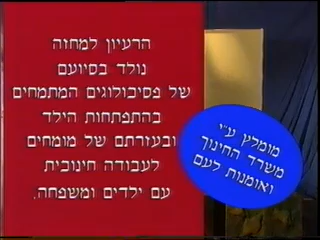 הרעיון למחזה
נולד בסיועם
של פסיכולוגים המתמחים
בהתפתחות הילד
ובעזרתם של מומחים
לעבודה חינוכית
עם ילדים ומשפחה.
מומלץ ע"י
משרד החינוך
ואומנות לעם